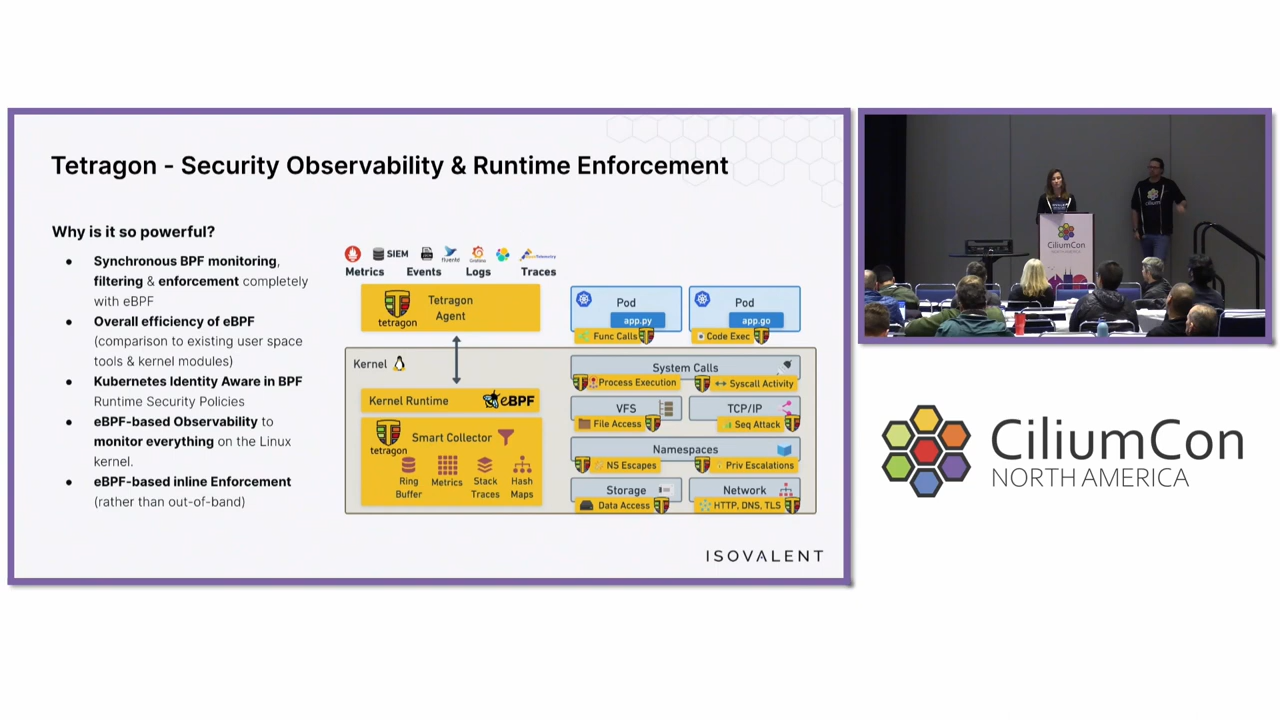 Tetragon - Security Observability & Runtime Enforcement
Why is it so powerful?
● Synchronous BPF monitoring,
filtering & enforcement completely
with eBPF
● Overall efficiency of eBPF
(comparison to existing user space
tools & kernel modules)
● Kubernetes Identity Aware in BPF
Runtime Security Policies
● eBPF-based Observability to
monitor everything on the Linux
kernel.
● eBPF-based inline Enforcement
(rather than out-of-band)
SIEM
fluentd
Grafana
Metrics Events Logs Traces
Tetragon
Agent
tetragon
Pod
app.py
Func Calls
Pod
app.go
Code Exec
Kernel
Kernel Runtime eBPF
Smart Collector
tetragon
Ring
Buffer
Metrics
Stack
Traces
Hash
Maps
System Calls
Process Execution
Syscall Activity
VFS
File Access
TCP/IP
Seq Attack
Namespaces
NS Escapes
Priv Escalations
Storage
Data Access
Network
HTTP, DNS, TLS
ISOVALENT
Cilium
CiliumCon
CiliumCon
NORTH AMERICA